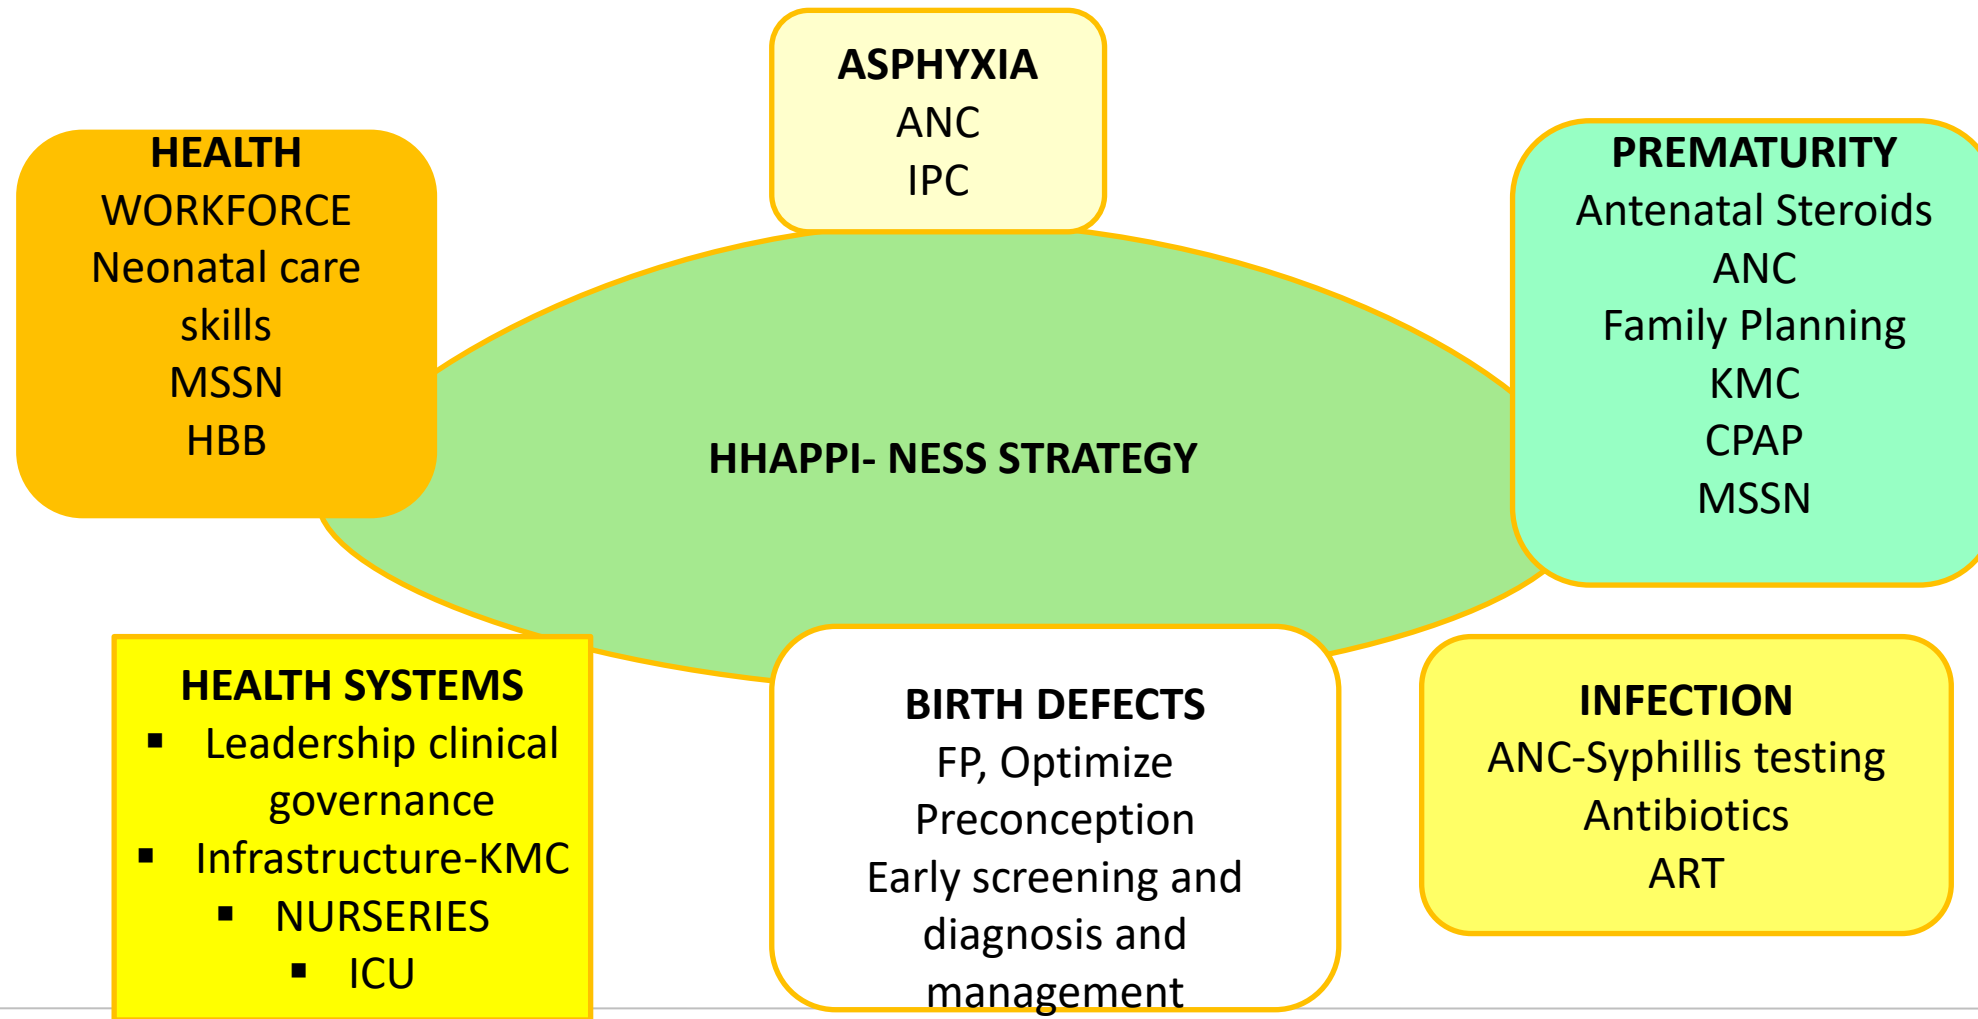 ASPHYXIA
ANC
IPC
HEALTH
WORKFORCE
Neonatal care
skills
MSSN
HBB
PREMATURITY
Antenatal Steroids
ANC
Family Planning
KMC
CPAP
MSSN
HHAPPI- NESS STRATEGY
HEALTH SYSTEMS
▪ Leadership clinical
governance
▪ Infrastructure-KMC
▪ NURSERIES
▪ ICU
BIRTH DEFECTS
FP, Optimize
Preconception
Early screening and
diagnosis and
management
INFECTION
ANC-Syphillis testing
Antibiotics
ART